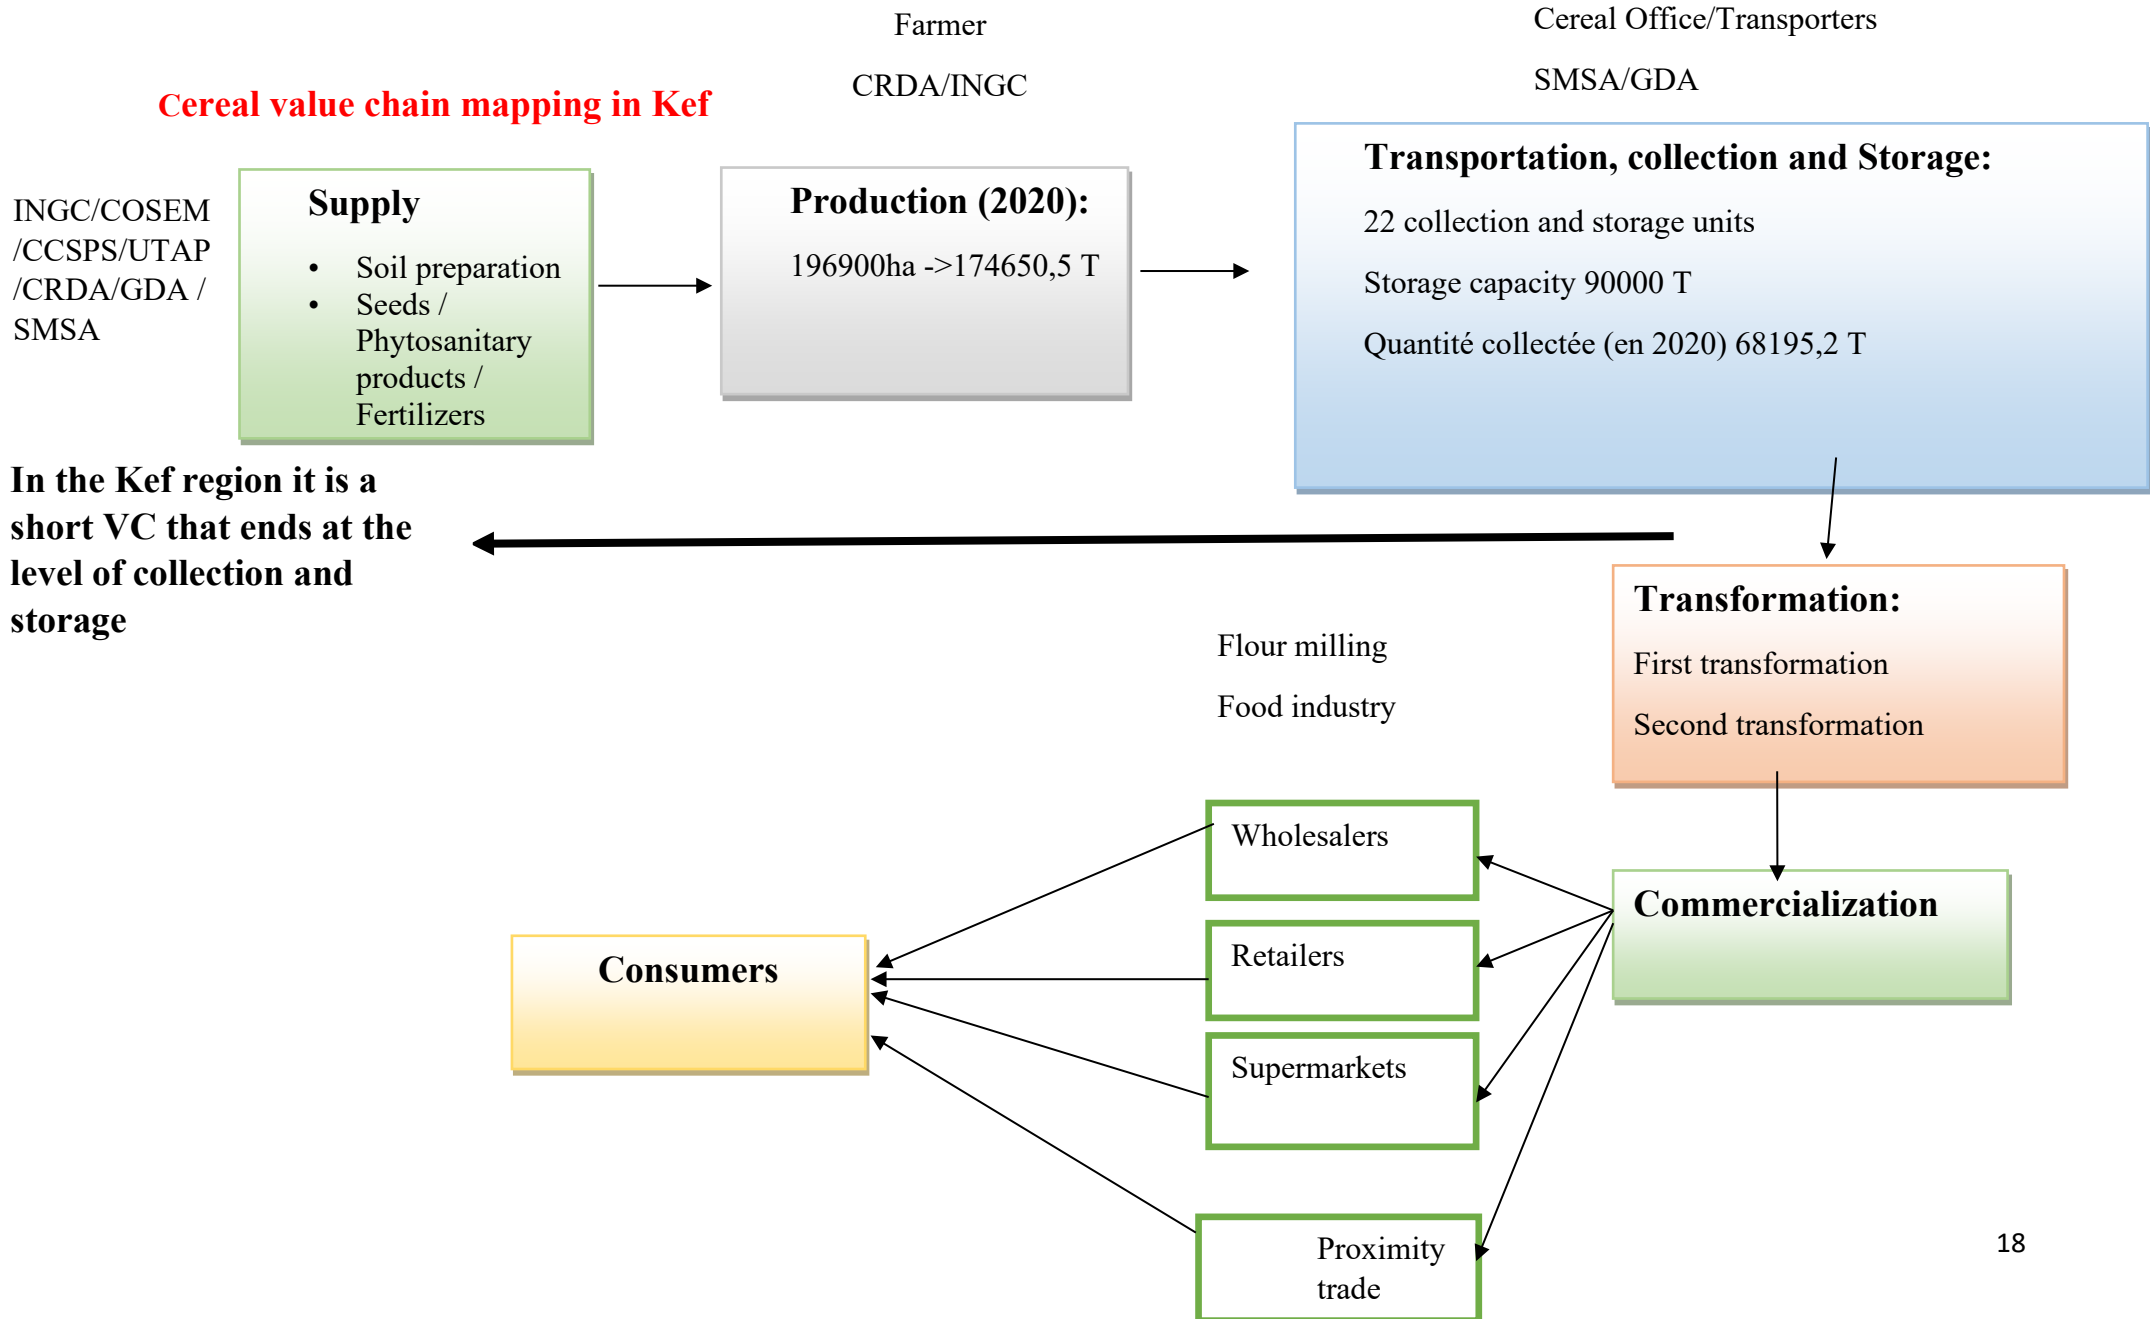 Farmer
CRDA/INGC
Cereal Office/Transporters
SMSA/GDA
Cereal value chain mapping in Kef
INGC/COSEM
/CCSPS/UTAP
/CRDA/GDA /
SMSA
Supply
• Soil preparation
• Seeds /
Phytosanitary
products /
Fertilizers
Production (2020):
196900ha ->174650,5 T
Transportation, collection and Storage:
22 collection and storage units
Storage capacity 90000 T
Quantité collectée (en 2020) 68195,2 T
In the Kef region it is a
short VC that ends at the
level of collection and
storage
Transformation:
First transformation
Second transformation
Flour milling
Food industry
Wholesalers
Retailers
Supermarkets
Proximity
trade
Commercialization
Consumers
18